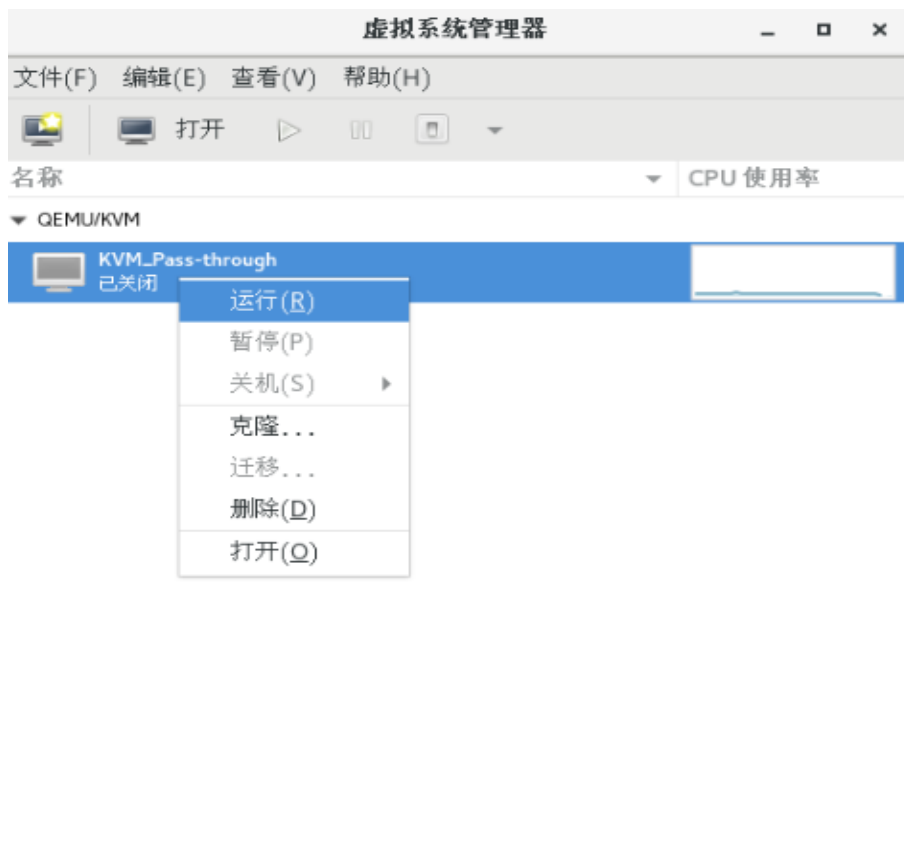 虚拟系统管理器
文件(F) 编辑(E) 查看(V) 帮助(H)
打开
名称 CPU 使用率
QEMU/KVM
KVM_Pass-through
已关闭
运行(R)
暂停(P)
关机(S)
克隆...
迁移...
删除(D)
打开(O)